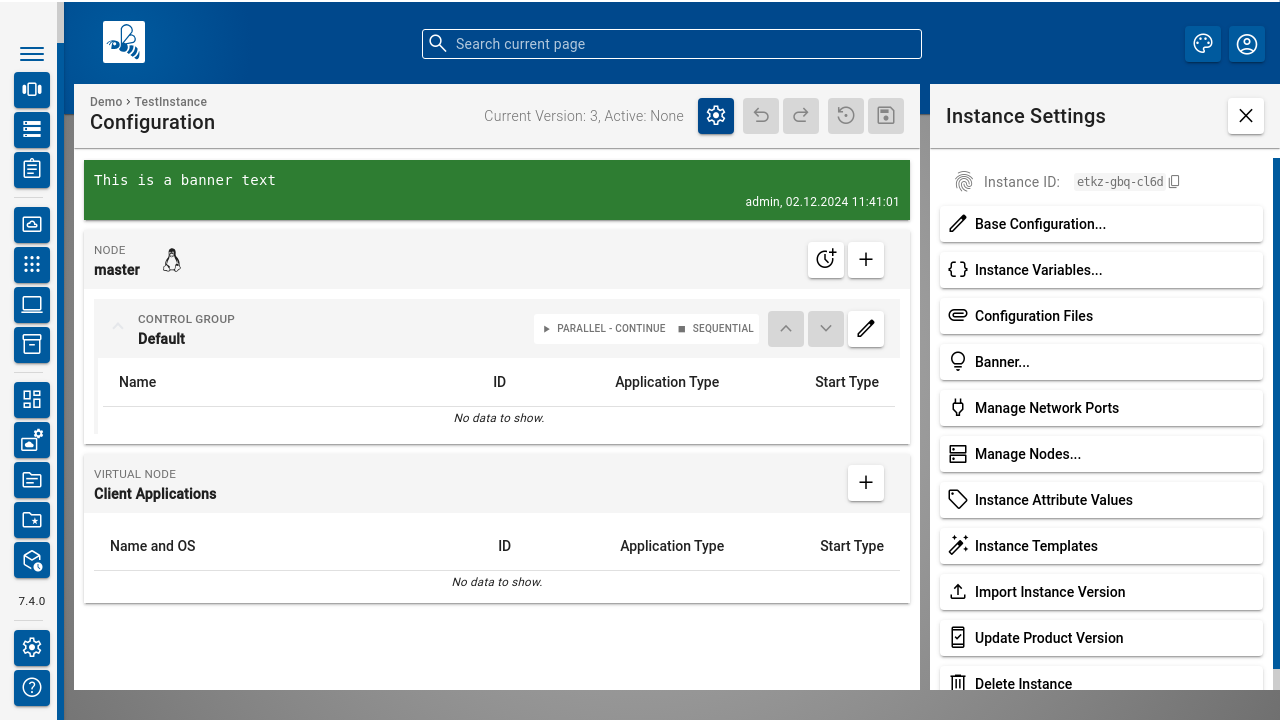 Search current page
Demo › TestInstance
Configuration
Current Version: 3, Active: None
This is a banner text
admin, 02.12.2024 11:41:01
NODE
master
CONTROL GROUP
Default
PARALLEL - CONTINUE
SEQUENTIAL
Name ID Application Type Start Type
No data to show.
VIRTUAL NODE
Client Applications
Name and OS ID Application Type Start Type
No data to show.
7.4.0
Instance Settings
Instance ID: etkz-gbq-cl6d
Base Configuration...
Instance Variables...
Configuration Files
Banner...
Manage Network Ports
Manage Nodes...
Instance Attribute Values
Instance Templates
Import Instance Version
Update Product Version
Delete Instance